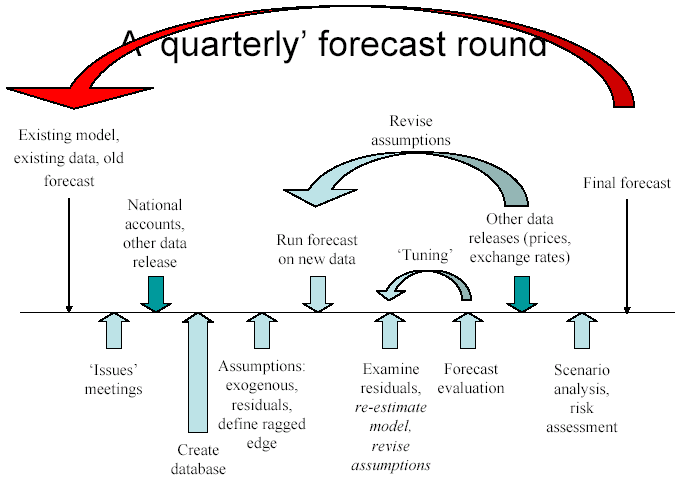 A ‘quarterly’ forecast round
Existing model,
existing data, old
forecast
National
accounts,
other data
release
Revise
assumptions
Run forecast
on new data
‘Tuning’
Other data
releases (prices,
exchange rates)
Final forecast
‘Issues’
meetings
Create
database
Assumptions:
exogenous,
residuals,
define ragged
edge
Examine
residuals,
re-estimate
model,
revise
assumptions
Forecast
evaluation
Scenario
analysis,
risk
assessment